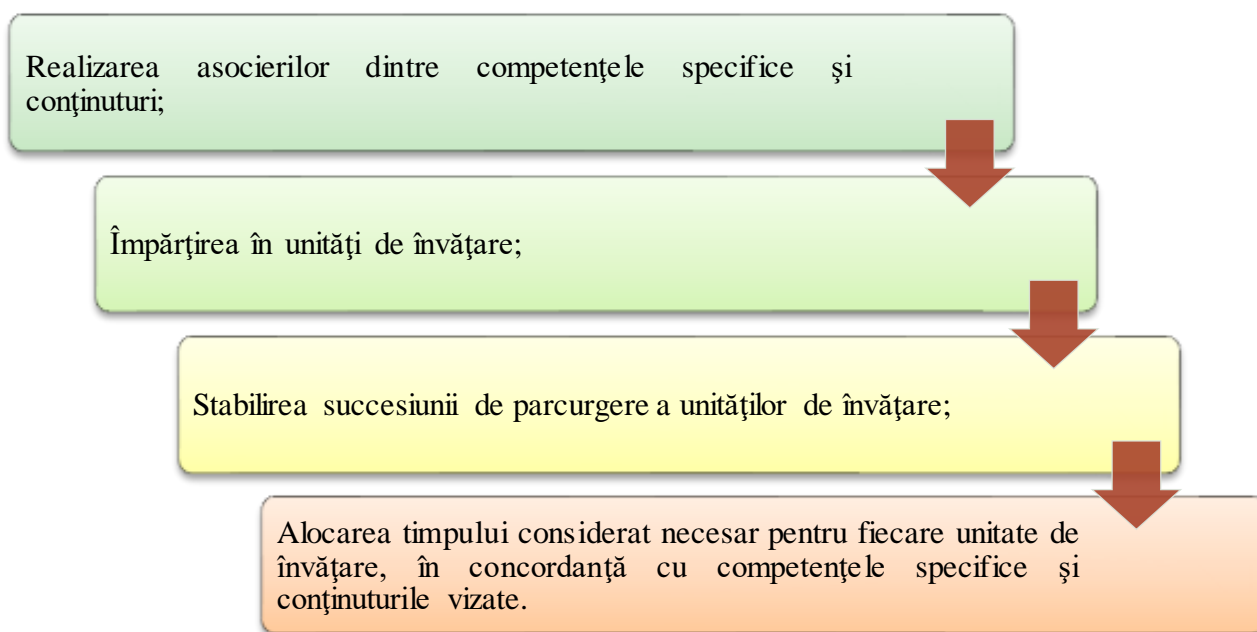 Realizarea asocierilor dintre competenţele specifice şi
conţinuturi;
Împărţirea în unităţi de învăţare;
Stabilirea succesiunii de parcurgere a unităţilor de învăţare;
Alocarea timpului considerat necesar pentru fiecare unitate de
învăţare, în concordanţă cu competenţele specifice şi
conţinuturile vizate.